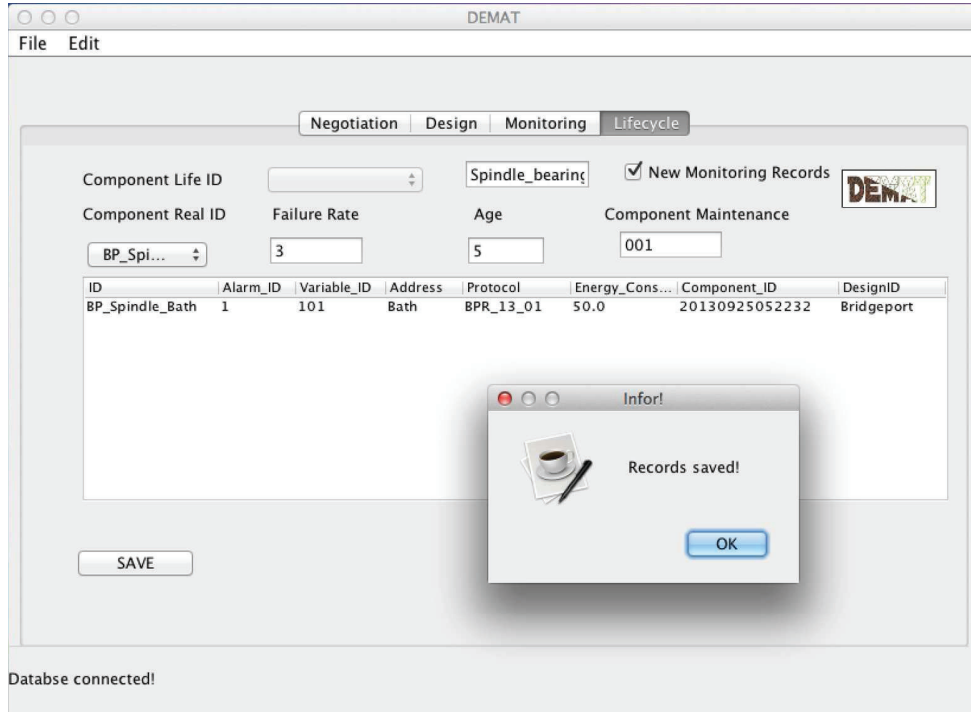 DEMAT
File Edit
Negotiation Design Monitoring Lifecycle
Component Life ID Spindle_bearing New Monitoring Records
DEMAT
Component Real ID Failure Rate Age Component Maintenance
BP_Spi... 3 5 001
ID Alarm_ID Variable_ID Address Protocol Energy_Cons... Component_ID DesignID
BP_Spindle_Bath 1 101 Bath BPR_13_01 50.0 20130925052232 Bridgeport
Infor!
Records saved!
OK
SAVE
Databse connected!